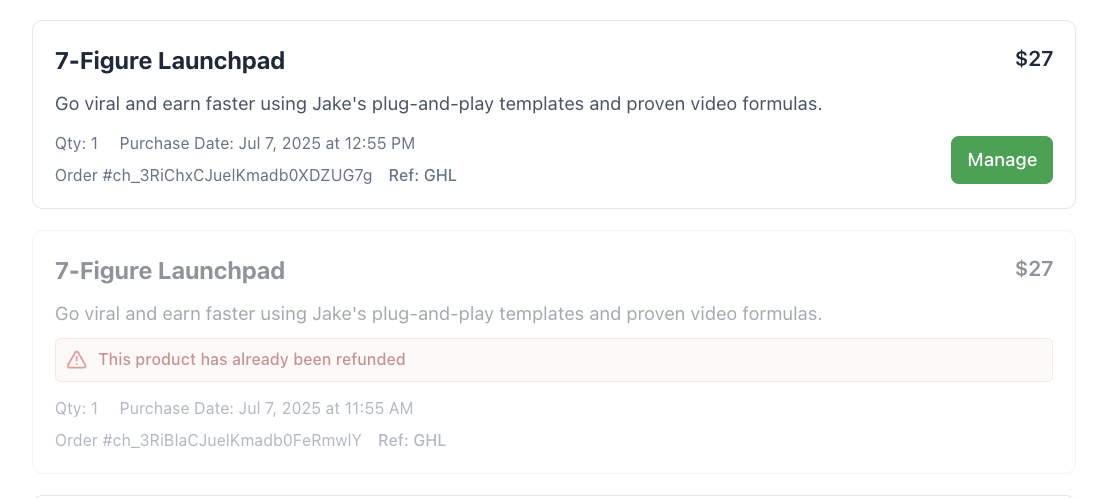 7-Figure Launchpad
$27
Go viral and earn faster using Jake's plug-and-play templates and proven video formulas.
Qty: 1 Purchase Date: Jul 7, 2025 at 12:55 PM
Order #ch_3RiChxCJuelKmadb0XDZUG7g Ref: GHL
Manage
7-Figure Launchpad
$27
Go viral and earn faster using Jake's plug-and-play templates and proven video formulas.
This product has already been refunded
Qty: 1 Purchase Date: Jul 7, 2025 at 11:55 AM
Order #ch_3RiBlaCJuelKmadb0FeRmwlY Ref: GHL